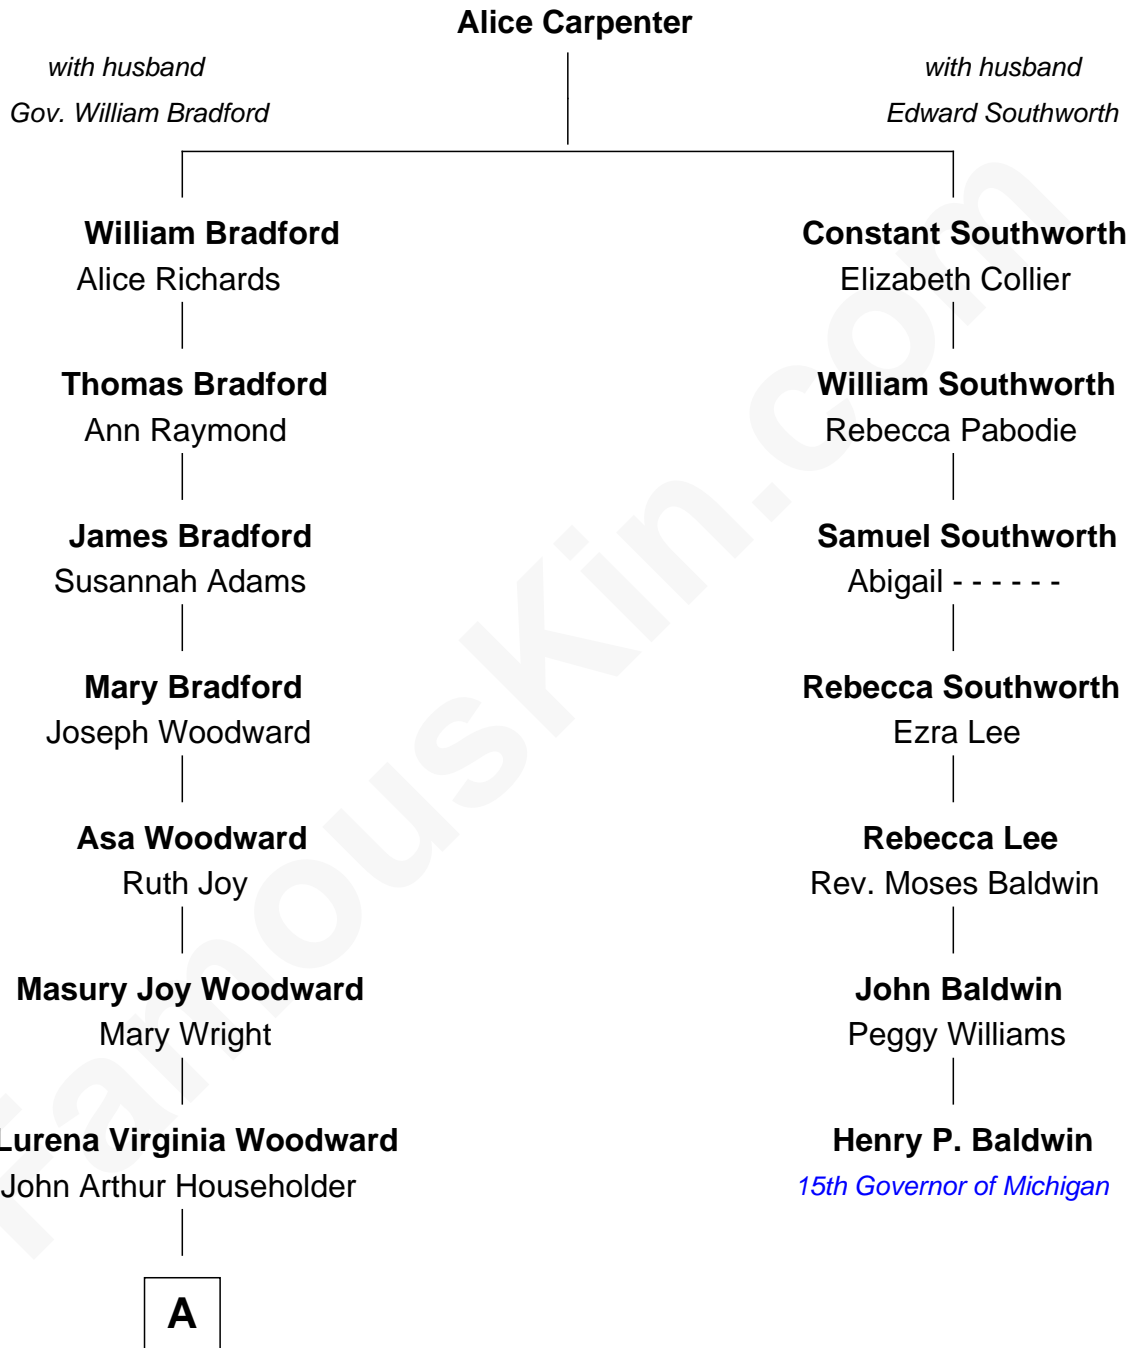 Alice Carpenter
with husband
Gov. William Bradford
with husband
Edward Southworth
William Bradford
Alice Richards
Constant Southworth
Elizabeth Collier
Thomas Bradford
Ann Raymond
William Southworth
Rebecca Pabodie
James Bradford
Susannah Adams
Samuel Southworth
Abigail - - - - - -
Mary Bradford
Joseph Woodward
Rebecca Southworth
Ezra Lee
Asa Woodward
Ruth Joy
Rebecca Lee
Rev. Moses Baldwin
Masury Joy Woodward
Mary Wright
John Baldwin
Peggy Williams
Lurena Virginia Woodward
John Arthur Householder
Henry P. Baldwin
15th Governor of Michigan
A
FamousKin.com